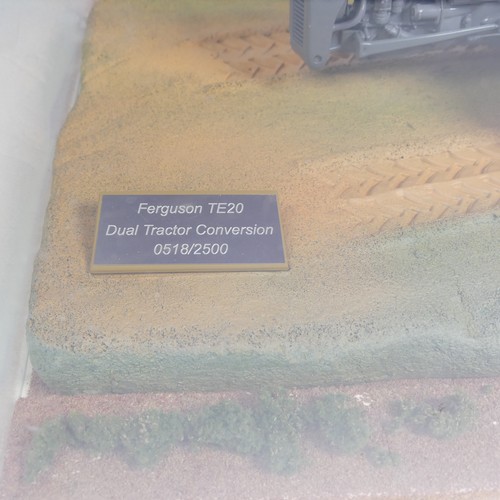 Ferguson TE20
Dual Tractor Conversion
0518/2500